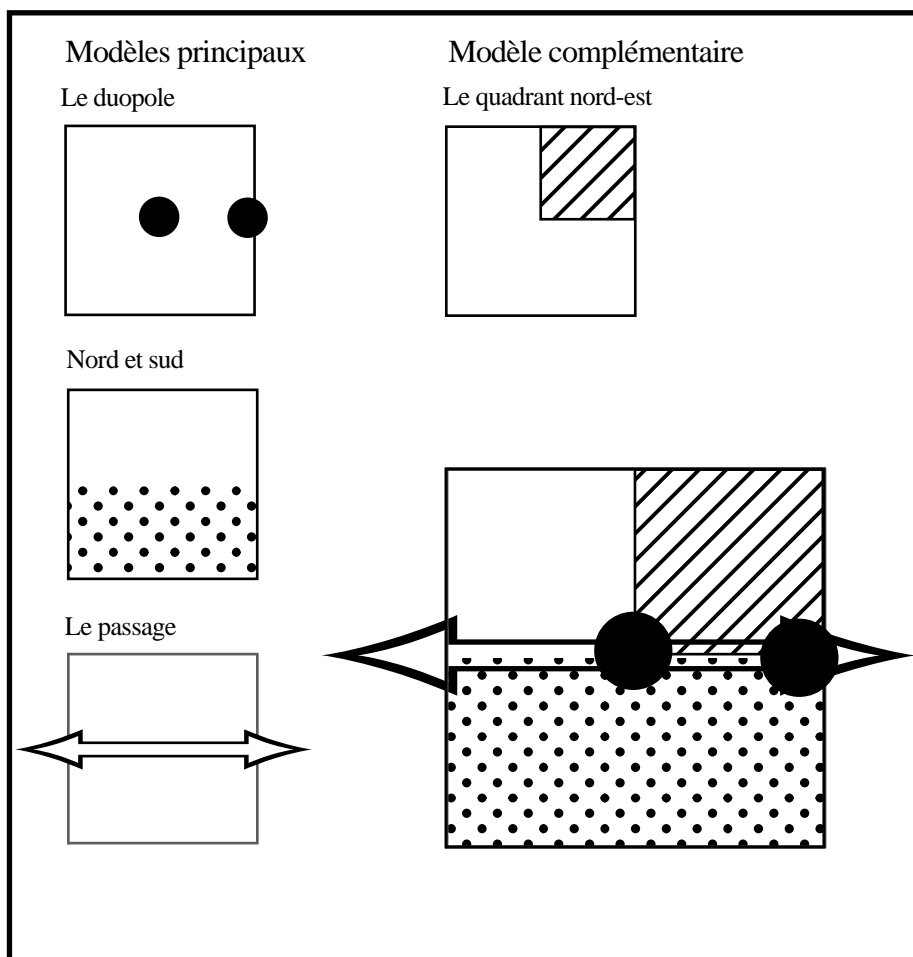 Modèles principaux
Le duopole
Nord et sud
Le passage
Modèle complémentaire
Le quadrant nord-est